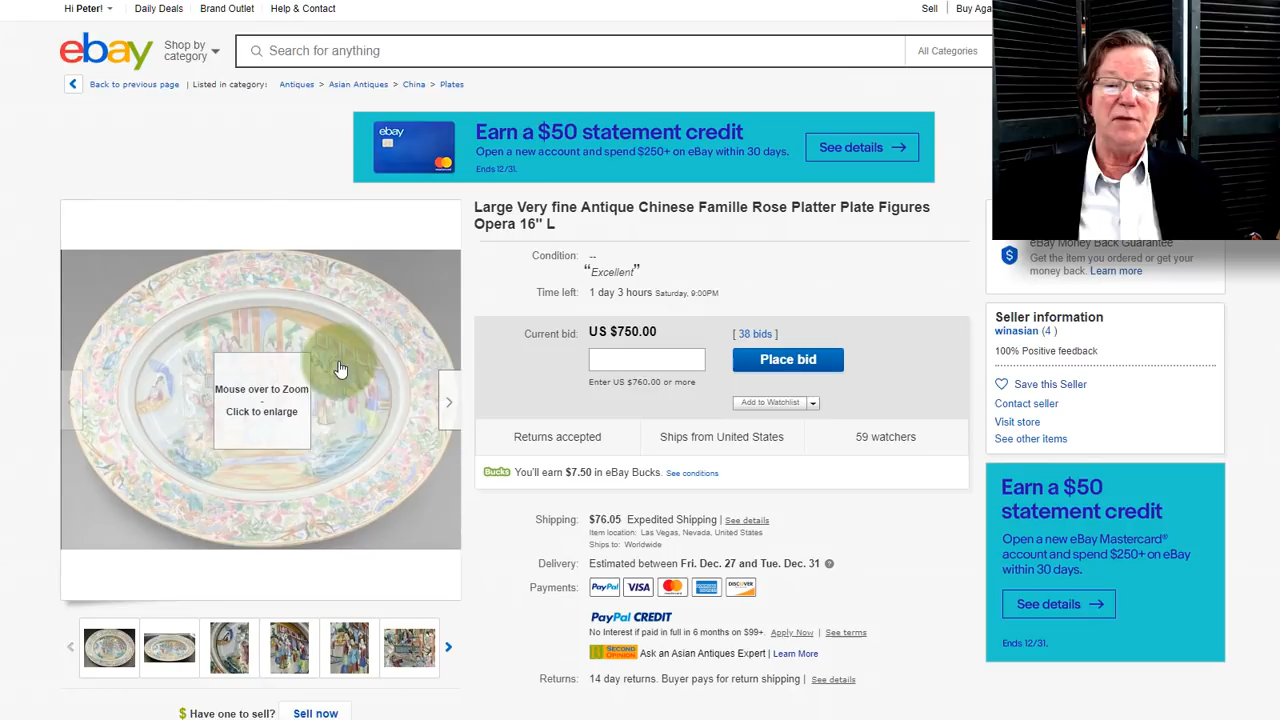 Hi Peter!
Daily Deals
Brand Outlet
Help & Contact
Sell
Buy Aga
ebay
Shop by
category
Search for anything
All Categories
Back to previous page
Listed in category:
Antiques > Asian Antiques > China > Plates
ebay
Earn a $50 statement credit
Open a new account and spend $250+ on eBay within 30 days.
Ends 12/31.
See details
Large Very fine Antique Chinese Famille Rose Platter Plate Figures
Opera 16" L
Condition: --
“Excellent”
Time left: 1 day 3 hours Saturday, 9:00PM
Current bid: US $750.00 [ 38 bids ]
Place bid
Enter US $760.00 or more
Add to Watchlist
Returns accepted
Ships from United States
59 watchers
Bucks You'll earn $7.50 in eBay Bucks. See conditions
Shipping: $76.05 Expedited Shipping | See details
Item location: Las Vegas, Nevada, United States
Ships to: Worldwide
Delivery: Estimated between Fri. Dec. 27 and Tue. Dec. 31
Payments: PayPal VISA DISCOVER
PayPal CREDIT
No Interest if paid in full in 6 months on $99+. Apply Now | See terms
SECOND OPINION Ask an Asian Antiques Expert | Learn More
Returns: 14 day returns. Buyer pays for return shipping | See details
Mouse over to Zoom
-
Click to enlarge
$ Have one to sell? Sell now
eBay Money Back Guarantee
Get the item you ordered or get your
money back. Learn more
Seller information
winasian (4 )
100% Positive feedback
Save this Seller
Contact seller
Visit store
See other items
Earn a $50
statement credit
Open a new eBay Mastercard®
account and spend $250+ on eBay
within 30 days.
See details
Ends 12/31.